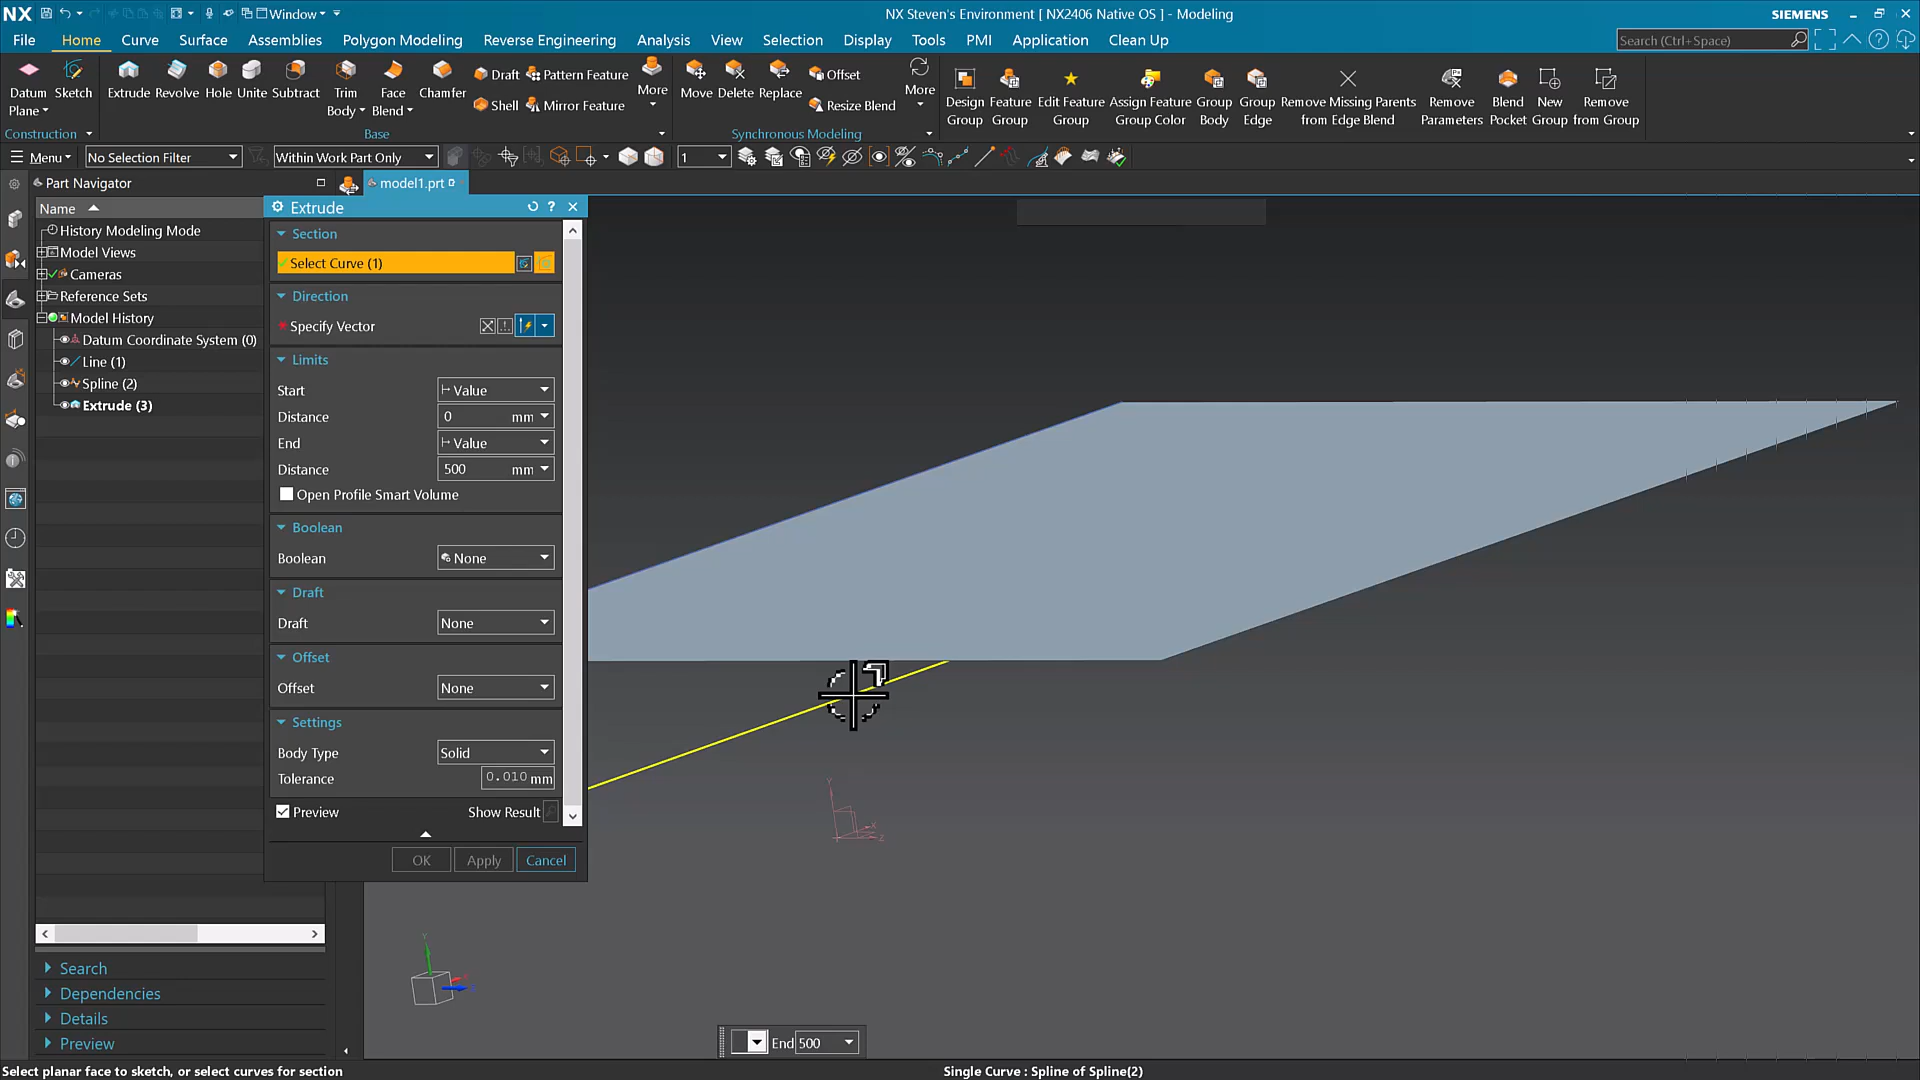 NX
Window
NX Steven's Environment [ NX2406 Native OS ] - Modeling
SIEMENS
File Home Curve Surface Assemblies Polygon Modeling Reverse Engineering Analysis View Selection Display Tools PMI Application Clean Up
Search (Ctrl+Space)
Datum Plane
Sketch
Extrude
Revolve
Hole
Unite
Subtract
Trim Body
Face Blend
Chamfer
Draft
Shell
Pattern Feature
Mirror Feature
More
Move
Delete
Replace
Offset
Resize Blend
More
Design Group
Feature Group
Edit Feature Group
Assign Feature Group Color
Group Body
Group Edge
Remove Missing Parents from Edge Blend
Remove Parameters
Blend Pocket
New Group
Remove from Group
Construction
Base
Synchronous Modeling
Menu
No Selection Filter
Within Work Part Only
1
Part Navigator
model1.prt
Name
History Modeling Mode
Model Views
Cameras
Reference Sets
Model History
Datum Coordinate System (0)
Line (1)
Spline (2)
Extrude (3)
Extrude
Section
Select Curve (1)
Direction
Specify Vector
Limits
Start Value
Distance 0 mm
End Value
Distance 500 mm
Open Profile Smart Volume
Boolean
Boolean None
Draft
Draft None
Offset
Offset None
Settings
Body Type Solid
Tolerance 0.010 mm
Preview Show Result
OK Apply Cancel
Search
Dependencies
Details
Preview
End 500
Select planar face to sketch, or select curves for section
Single Curve : Spline of Spline(2)